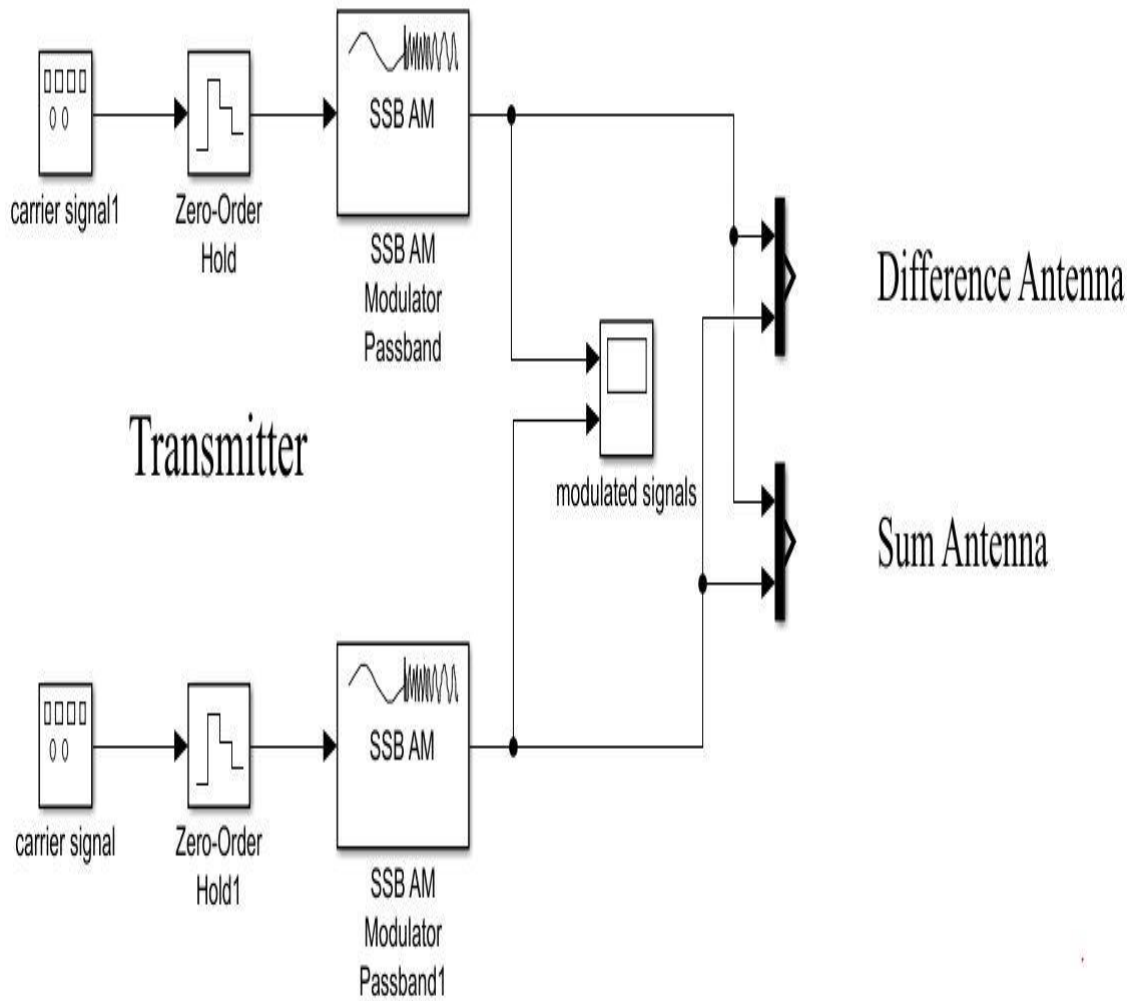 SSB AM
carrier signal1
Zero-Order
Hold
SSB AM
Modulator
Passband
Difference Antenna
Transmitter
modulated signals
Sum Antenna
SSB AM
carrier signal
Zero-Order
Hold1
SSB AM
Modulator
Passband1